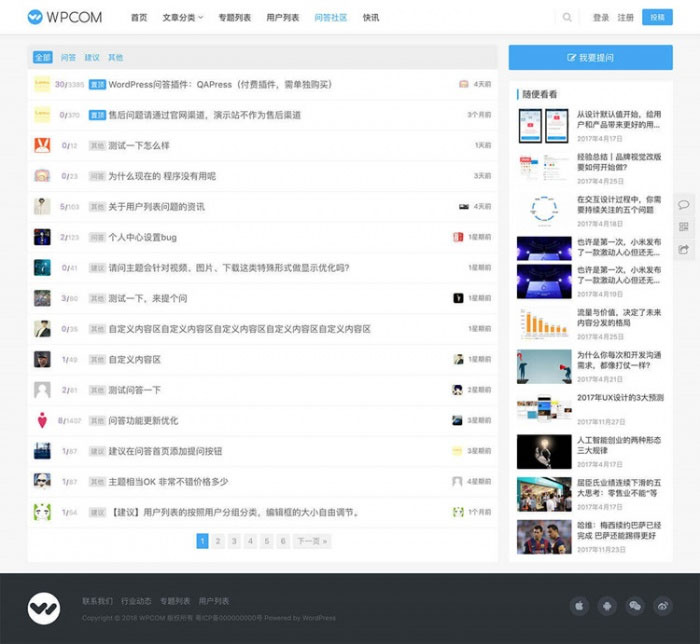 WPCOM 首页 文章分类 专题列表 用户列表 问答社区 快讯 登录 注册 投稿
全部 问答 建议 其他
我要提问
30/3385 置顶 WordPress问答插件：QAPress（付费插件，需单独购买） 4天前
0/370 置顶 售后问题请通过官网渠道，演示站不作为售后渠道 3个月前
0/12 其他 测试一下怎么样 1天前
0/23 问答 为什么现在的 程序没有用呢 3天前
5/103 其他 关于用户列表问题的资讯 4天前
2/123 问答 个人中心设置bug 1星期前
0/41 建议 请问主题会针对视频、图片、下载这类特殊形式做显示优化吗？ 1星期前
3/80 其他 测试一下，来提个问 1星期前
0/35 其他 自定义内容区自定义内容区自定义内容区自定义内容区自定义内容区 1星期前
1/49 其他 自定义内容区 1星期前
2/81 其他 测试问答一下 2星期前
8/1402 其他 问答功能更新优化 3星期前
1/87 建议 建议在问答首页添加提问按钮 3星期前
1/67 其他 主题相当OK 非常不错价格多少 4星期前
1/54 建议 【建议】用户列表的按照用户分组分类，编辑框的大小自由调节。 1个月前
1 2 3 4 5 6 下一页 »
随便看看
从设计默认值开始，给用
户和产品带来更好的用...
2017年4月17日
经验总结丨品牌视觉改版
要如何开始做？
2017年4月25日
在交互设计过程中，你需
要持续关注的五个问题
2017年4月18日
也许是第一次，小米发布
了一款激动人心但还无...
也许是第一次，小米发布
了一款激动人心但还无...
2017年4月19日
流量与价值，决定了未来
内容分发的格局
2017年4月25日
为什么你每次和开发沟通
需求，都像打仗一样？
2017年4月21日
2017年UX设计的3大预测
2017年11月27日
人工智能创业的两种形态
三大规律
2017年4月17日
屈臣氏业绩连续下滑的五
大思考：零售业不能“等
2017年4月17日
哈维：梅西续约巴萨已经
完成 巴萨还能踢得更好
2017年11月23日
联系我们 行业动态 专题列表 用户列表
Copyright © 2016 WPCOM 版权所有 粤ICP备000000000号 Powered by WordPress